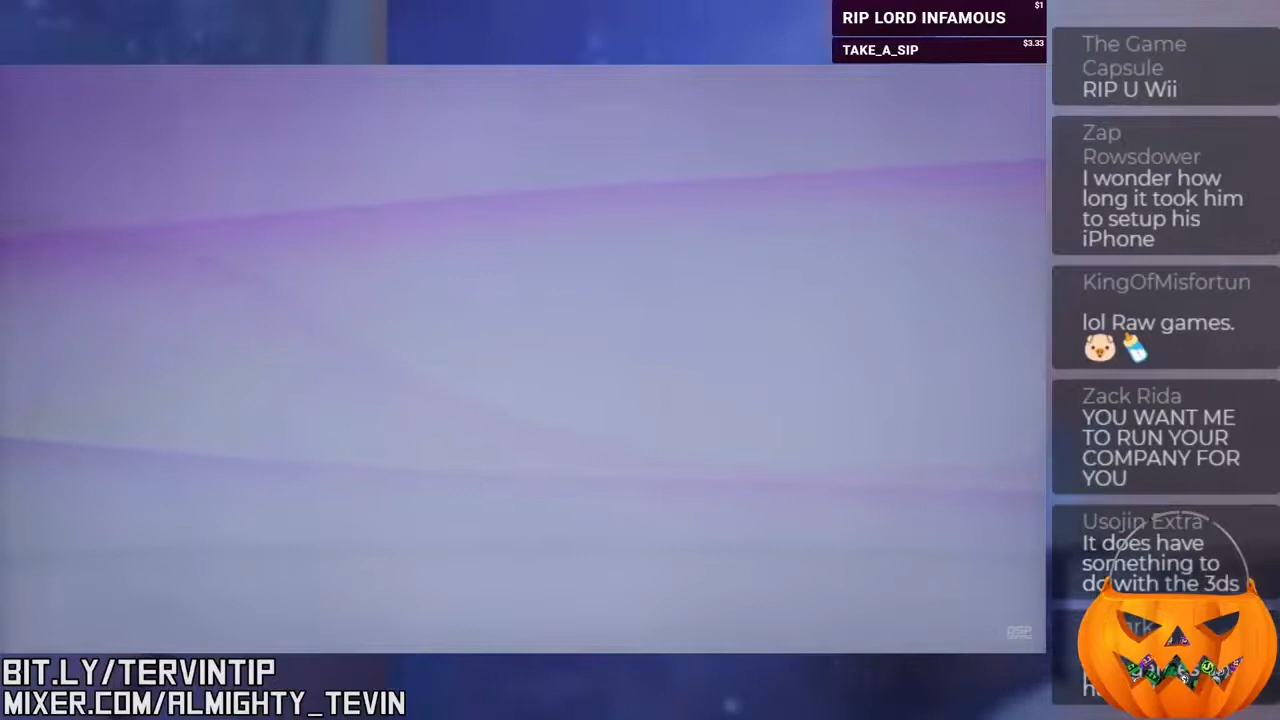 RIP LORD INFAMOUS
$1
TAKE_A_SIP
$3.33
The Game
Capsule
RIP U Wii
Zap
Rowsdower
I wonder how
long it took him
to setup his
iPhone
KingOfMisfortun
lol Raw games.
Zack Rida
YOU WANT ME
TO RUN YOUR
COMPANY FOR
YOU
Usojin Extra
It does have
something to
do with the 3ds
DSP
BIT.LY/TERVINTIP
MIXER.COM/ALMIGHTY_TEVIN